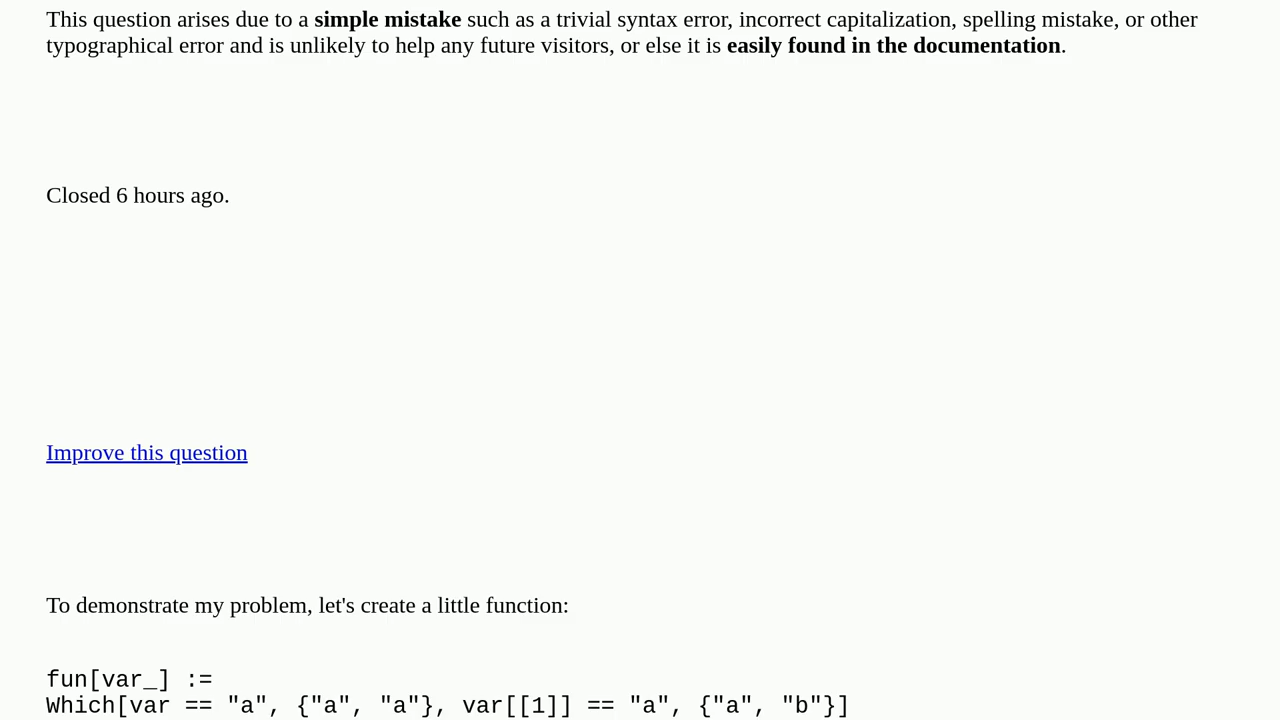 This question arises due to a simple mistake such as a trivial syntax error, incorrect capitalization, spelling mistake, or other
typographical error and is unlikely to help any future visitors, or else it is easily found in the documentation.
Closed 6 hours ago.
Improve this question
To demonstrate my problem, let's create a little function:
fun[var_] :=
Which[var == "a", {"a", "a"}, var[[1]] == "a", {"a", "b"}]